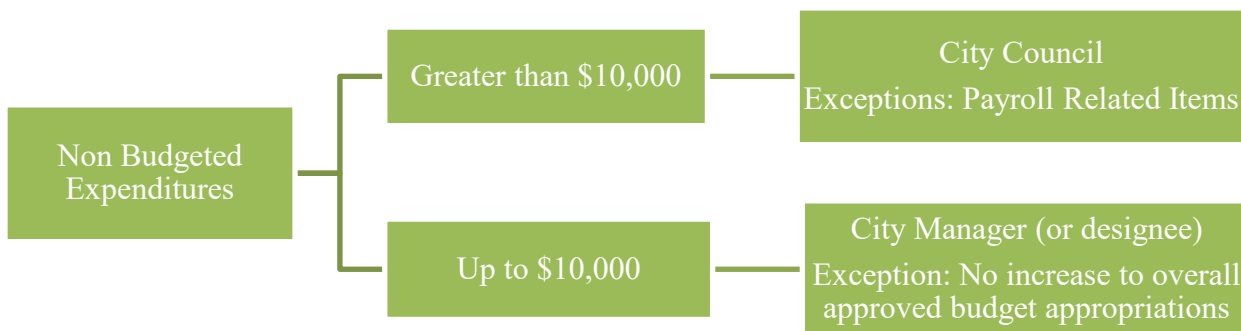 Non Budgeted
Expenditures
Greater than $10,000
City Council
Exceptions: Payroll Related Items
Up to $10,000
City Manager (or designee)
Exception: No increase to overall
approved budget appropriations